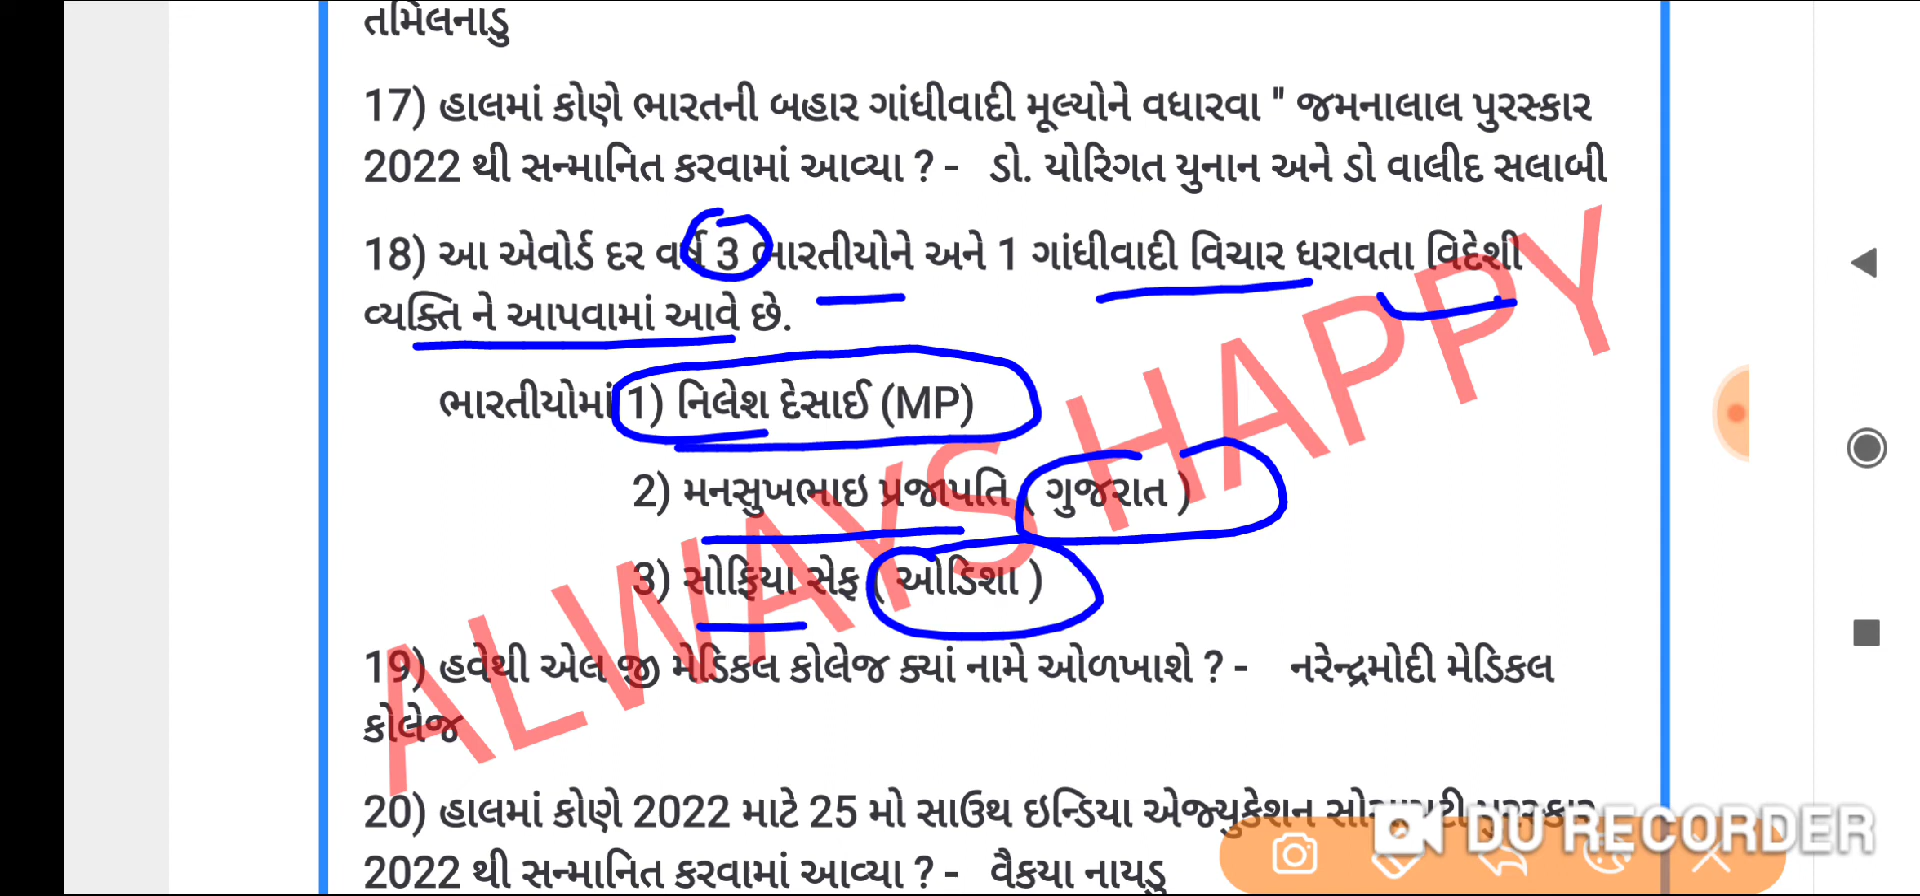 તમિલનાડુ
17) હાલમાં કોણે ભારતની બહાર ગાંધીવાદી મૂલ્યોને વધારવા " જમનાલાલ પુરસ્કાર
2022 થી સન્માનિત કરવામાં આવ્યા ? - ડો. યોરિગત યુનાન અને ડો વાલીદ સલાબી
18) આ એવોર્ડ દર વર્ષે 3 ભારતીયોને અને 1 ગાંધીવાદી વિચાર ધરાવતા વિદેશી
વ્યક્તિ ને આપવામાં આવે છે.
ભારતીયોમાં 1) નિલેશ દેસાઈ (MP)
2) મનસુખભાઇ પ્રજાપતિ ( ગુજરાત )
3) સોફિયા સેફ ( ઓડિશા )
19) હવેથી એલ જી મેડિકલ કોલેજ ક્યાં નામે ઓળખાશે ? - નરેન્દ્રમોદી મેડિકલ
કોલેજ
20) હાલમાં કોણે 2022 માટે 25 મો સાઉથ ઇન્ડિયા એજ્યુકેશન સોસાયટી પુરસ્કાર
2022 થી સન્માનિત કરવામાં આવ્યા ? - વૈકયા નાયડુ
ALWAYS HAPPY
DU RECORDER